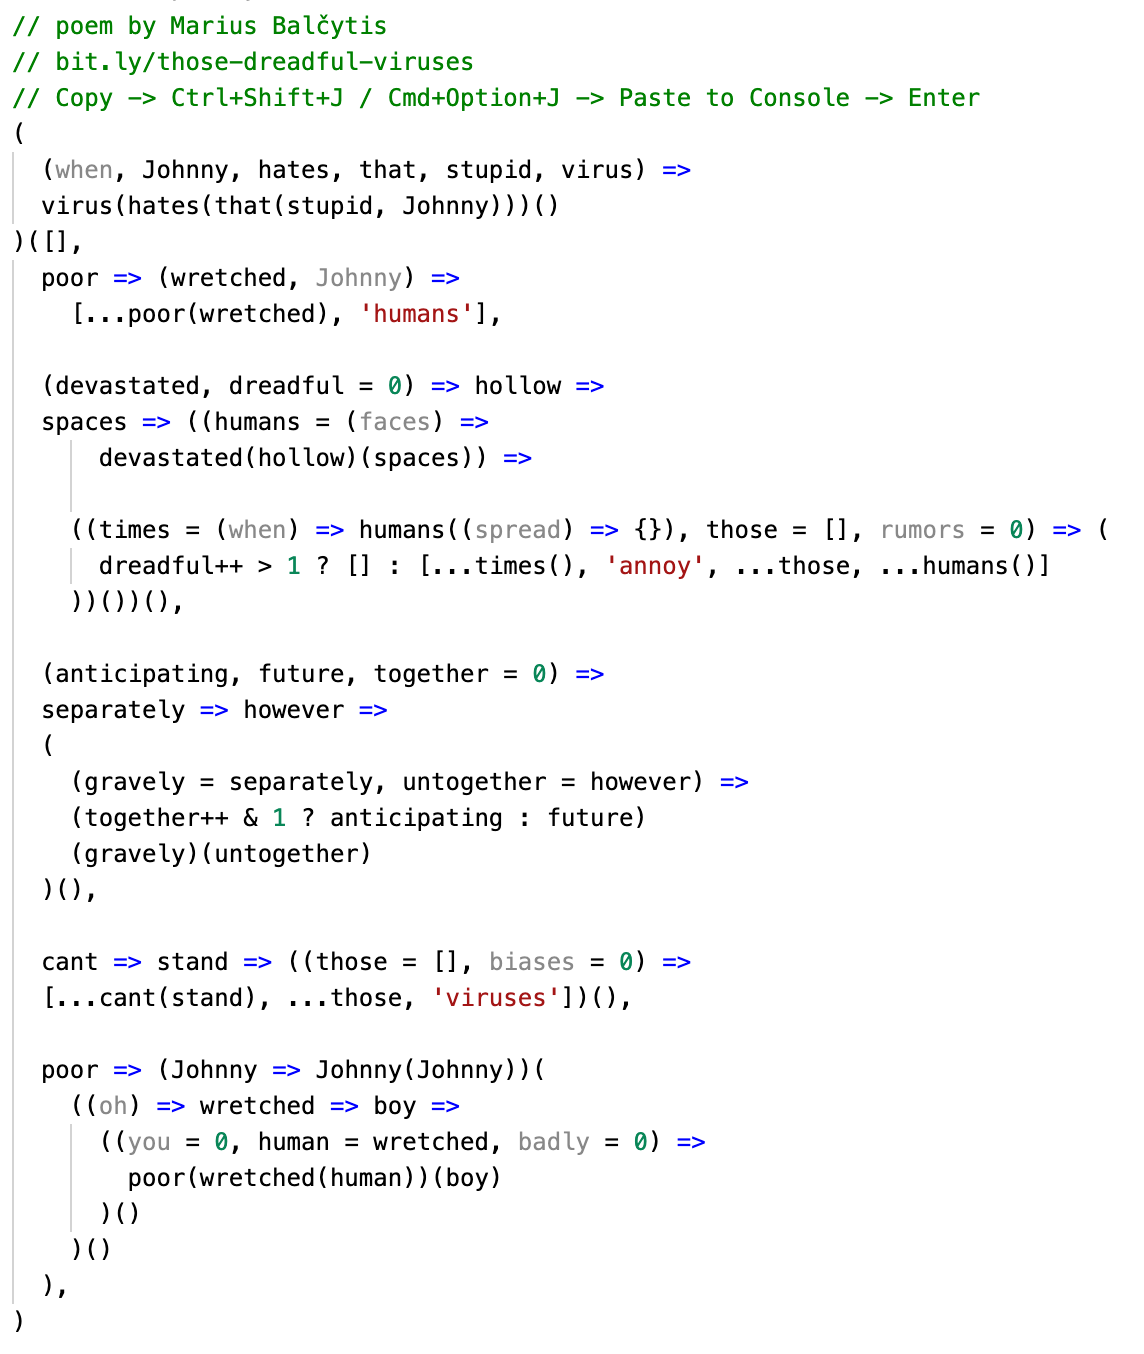 // poem by Marius Balčytis
// bit.ly/those-dreadful-viruses
// Copy -> Ctrl+Shift+J / Cmd+Option+J -> Paste to Console -> Enter
(
  (when, Johnny, hates, that, stupid, virus) =>
  virus(hates(that(stupid, Johnny)))()
)([],
  poor => (wretched, Johnny) =>
    [...poor(wretched), 'humans'],

  (devastated, dreadful = 0) => hollow =>
  spaces => ((humans = (faces) =>
      devastated(hollow)(spaces)) =>

    ((times = (when) => humans((spread) => {}), those = [], rumors = 0) => (
      dreadful++ > 1 ? [] : [...times(), 'annoy', ...those, ...humans()]
    ))())(),

  (anticipating, future, together = 0) =>
  separately => however =>
  (
    (gravely = separately, untogether = however) =>
    (together++ & 1 ? anticipating : future)
    (gravely)(untogether)
  )(),

  cant => stand => ((those = [], biases = 0) =>
  [...cant(stand), ...those, 'viruses'])(),

  poor => (Johnny => Johnny(Johnny))(
    ((oh) => wretched => boy =>
      ((you = 0, human = wretched, badly = 0) =>
        poor(wretched(human))(boy)
      )()
    )()
  ),
)